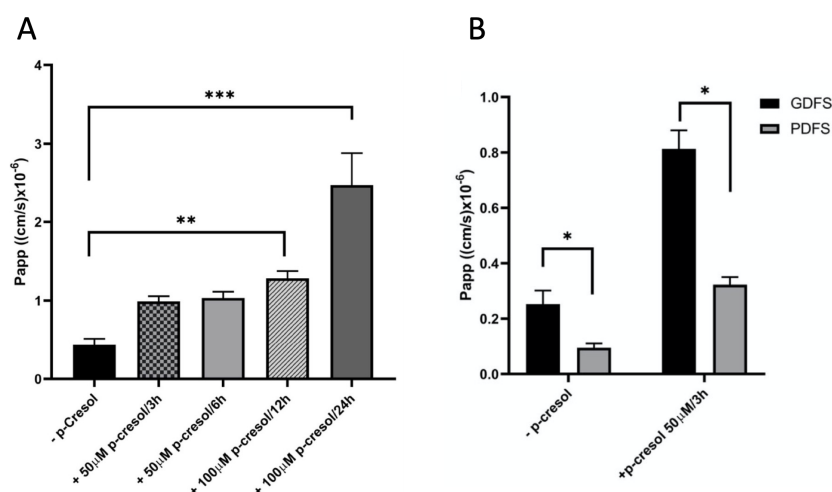 A
B
4
3
2
1
0
Papp ((cm/s)x10⁻⁶)
***
**
- p-Cresol
+ 50μM p-cresol/3h
+ 50μM p-cresol/6h
+ 100μM p-cresol/12h
+ 100μM p-cresol/24h
1.0
0.8
0.6
0.4
0.2
0.0
Papp ((cm/s)x10⁻⁶)
*
*
GDFS
PDFS
- p-cresol
+p-cresol 50μM/3h